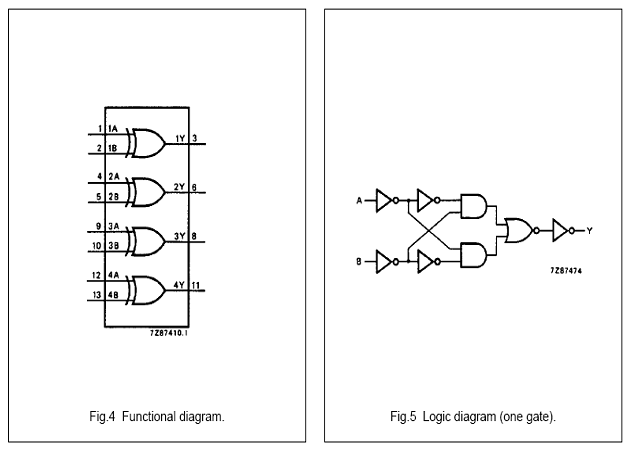 1 1A
1Y 3
2 1B
4 2A
2Y 6
5 2B
9 3A
3Y 8
10 3B
12 4A
4Y 11
13 4B
7Z87410.1
Fig.4 Functional diagram.
A
Y
B
7Z87474
Fig.5 Logic diagram (one gate).